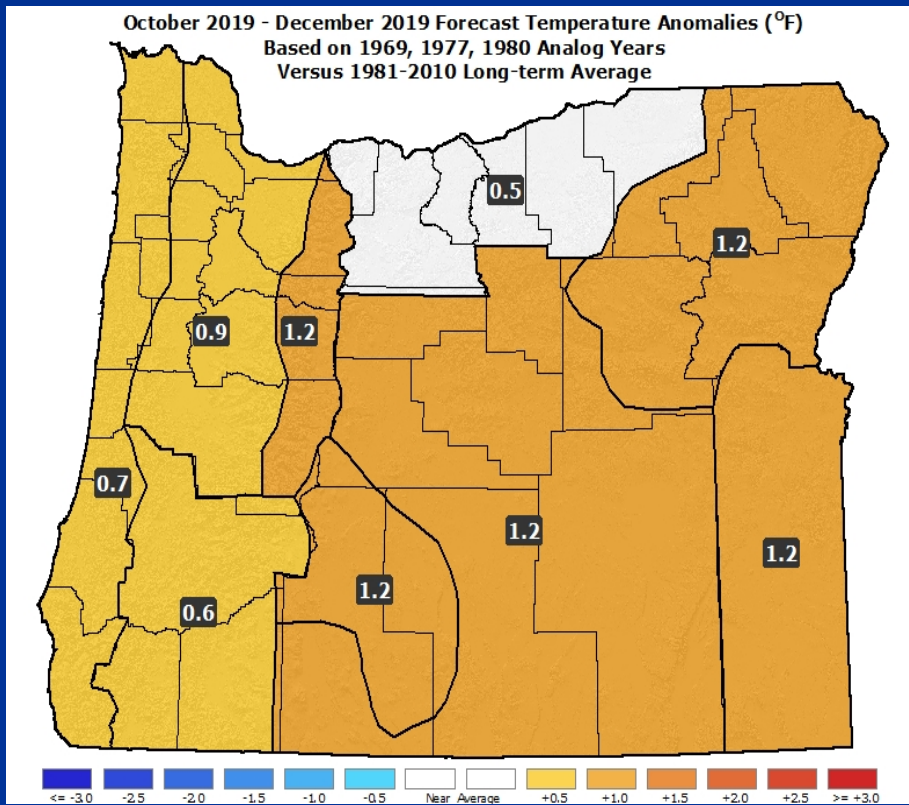 October 2019 - December 2019 Forecast Temperature Anomalies (°F)
Based on 1969, 1977, 1980 Analog Years
Versus 1981-2010 Long-term Average
0.5
1.2
0.9
1.2
0.7
1.2
1.2
1.2
0.6
<= -3.0 -2.5 -2.0 -1.5 -1.0 -0.5 Near Average +0.5 +1.0 +1.5 +2.0 +2.5 >= +3.0